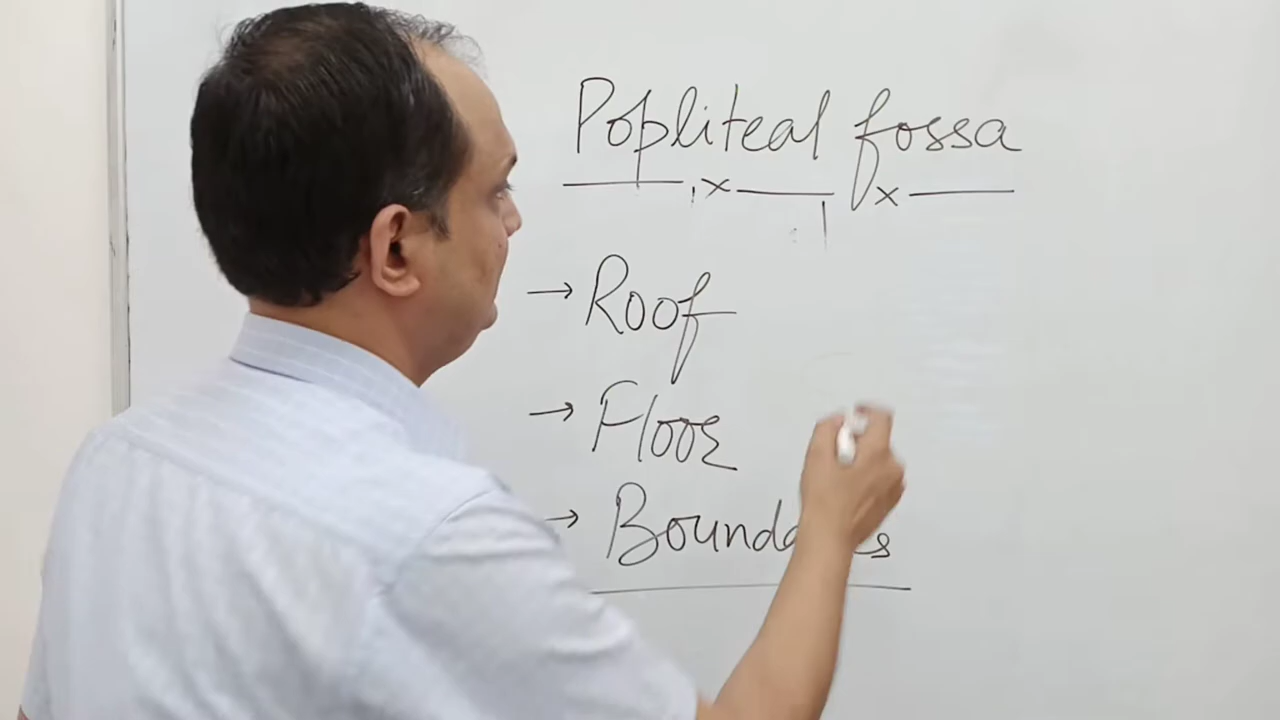 Popliteal fossa
→ Roof
→ Floor
→ Boundaries